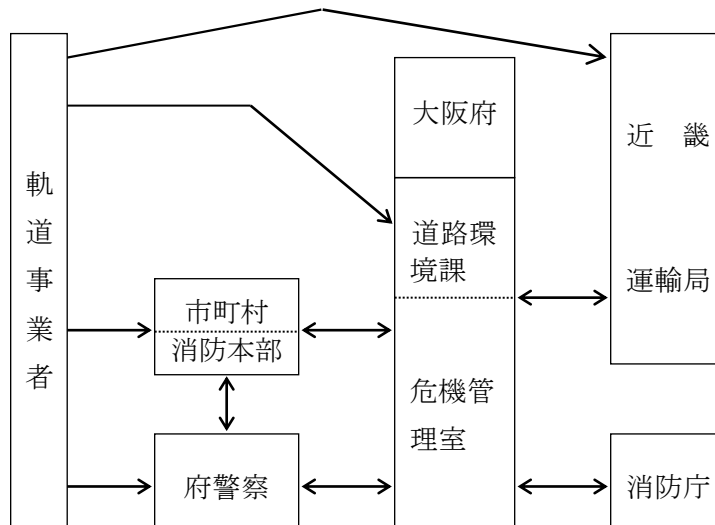 軌道事業者
市町村
消防本部
府警察
大阪府
道路環
境課
危機管
理室
近　畿
運輸局
消防庁